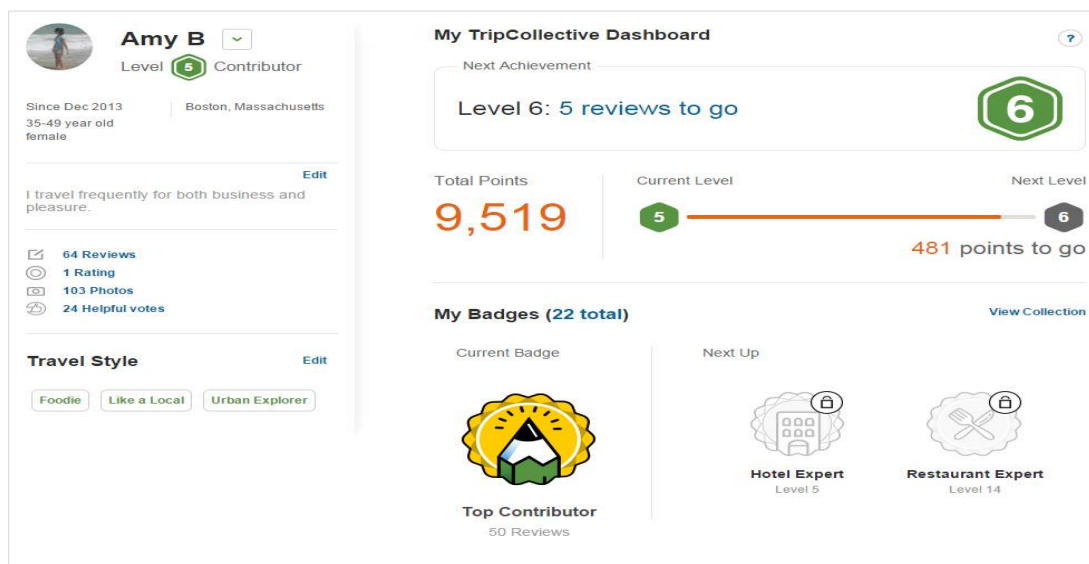 Amy B
Level 5 Contributor
Since Dec 2013
Boston, Massachusetts
35-49 year old
female
Edit
I travel frequently for both business and
pleasure.
64 Reviews
1 Rating
103 Photos
24 Helpful votes
Travel Style
Edit
Foodie
Like a Local
Urban Explorer
My TripCollective Dashboard
?
Next Achievement
Level 6: 5 reviews to go
6
Total Points
9,519
Current Level
Next Level
5
6
481 points to go
My Badges (22 total)
View Collection
Current Badge
Next Up
Top Contributor
50 Reviews
Hotel Expert
Level 5
Restaurant Expert
Level 14